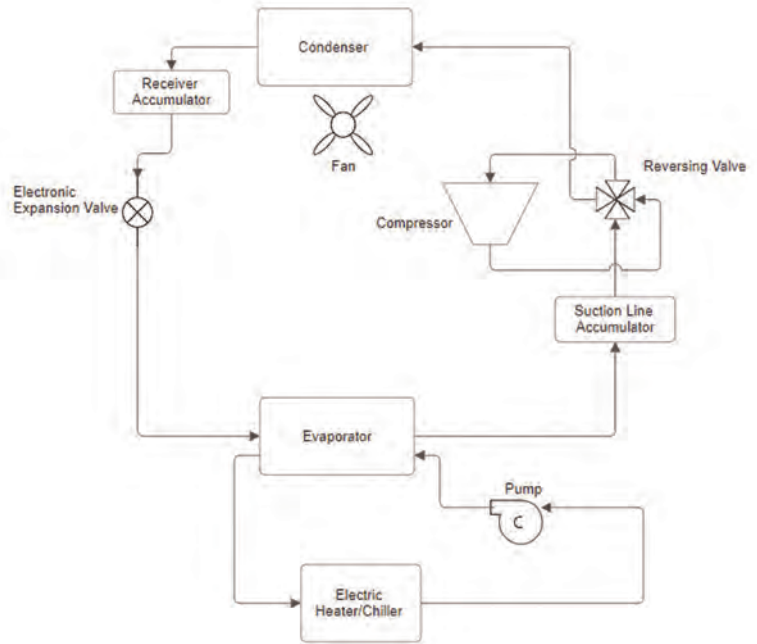 Condenser
Receiver
Accumulator
Fan
Reversing Valve
Electronic
Expansion Valve
Compressor
Suction Line
Accumulator
Evaporator
Pump
C
Electric
Heater/Chiller